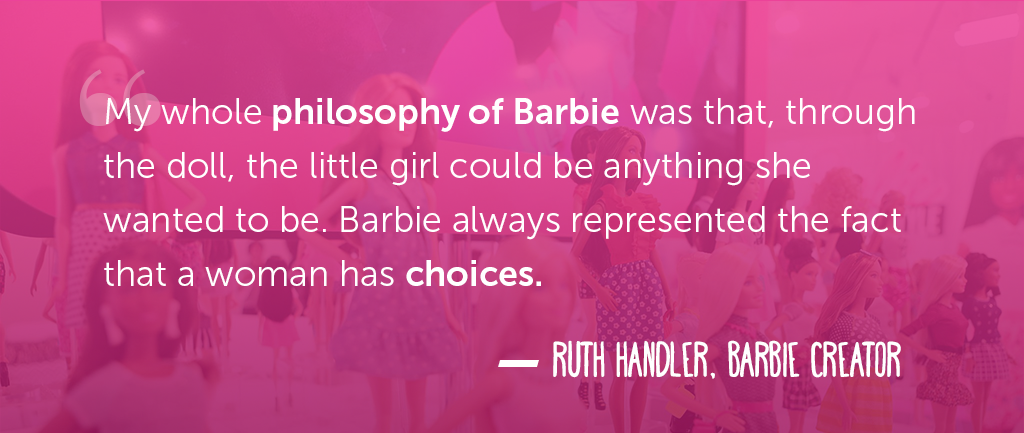 “
My whole philosophy of Barbie was that, through
the doll, the little girl could be anything she
wanted to be. Barbie always represented the fact
that a woman has choices.
— RUTH HANDLER, BARBIE CREATOR